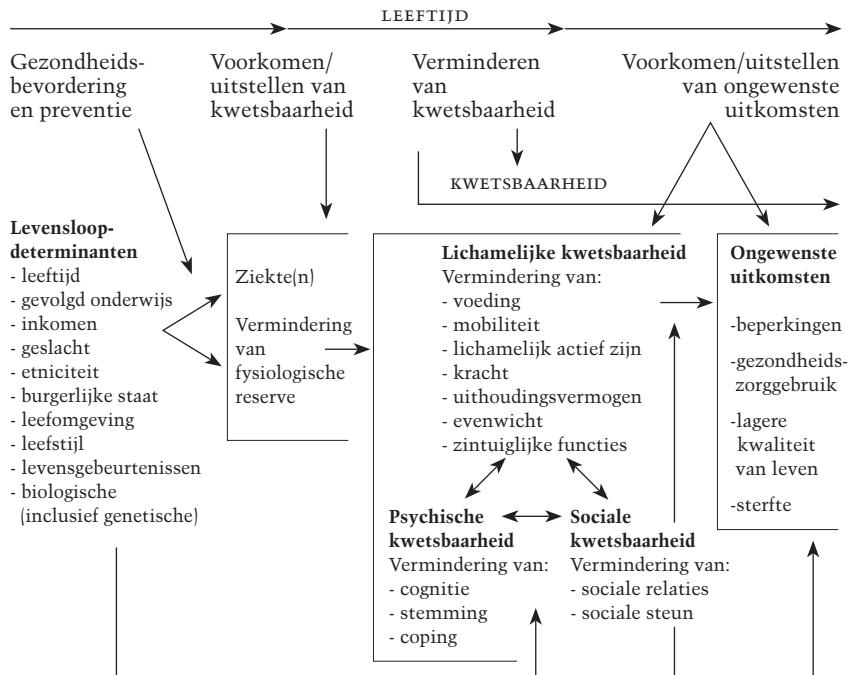 LEEFTIJD
Gezondheids-
bevordering
en preventie
Voorkomen/
uitstellen van
kwetsbaarheid
Verminderen
van
kwetsbaarheid
Voorkomen/uitstellen
van ongewenste
uitkomsten
KWETSBAARHEID
Levensloop-
determinanten
- leeftijd
- gevolgd onderwijs
- inkomen
- geslacht
- etniciteit
- burgerlijke staat
- leefomgeving
- leefstijl
- levensgebeurtenissen
- biologische
(inclusief genetische)
Ziekte(n)
Vermindering
van
fysiologische
reserve
Lichamelijke kwetsbaarheid
Vermindering van:
- voeding
- mobiliteit
- lichamelijk actief zijn
- kracht
- uithoudingsvermogen
- evenwicht
- zintuiglijke functies
Psychische
kwetsbaarheid
Vermindering van:
- cognitie
- stemming
- coping
Sociale
kwetsbaarheid
Vermindering van:
- sociale relaties
- sociale steun
Ongewenste
uitkomsten
-beperkingen
-gezondheids-
zorggebruik
-lagere
kwaliteit
van leven
-sterfte